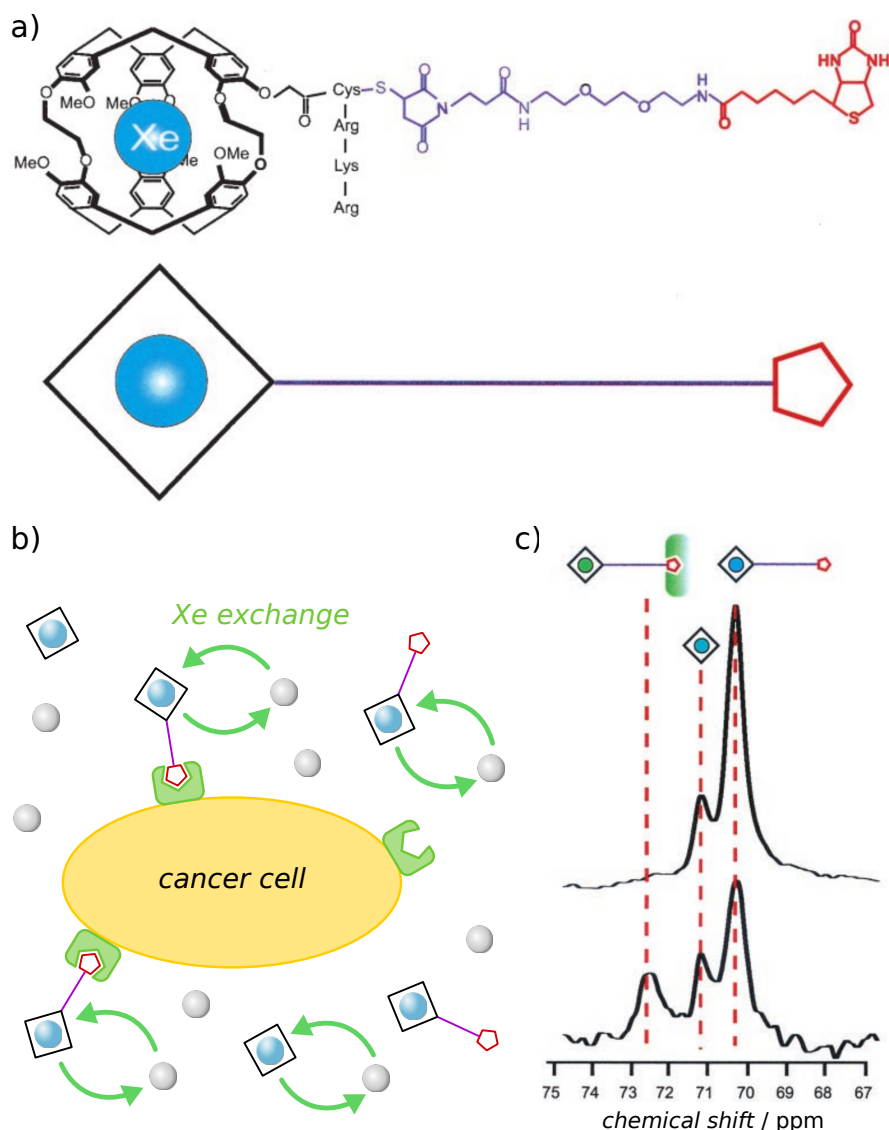 a)
O
HN NH
O O Cys S O O H
MeO MeO O N O O N
O O N H O O S
Xe O Arg
O
MeO OMe Me O Lys
Arg
b)
c)
Xe exchange
cancer cell
75 74 73 72 71 70 69 68 67
chemical shift / ppm